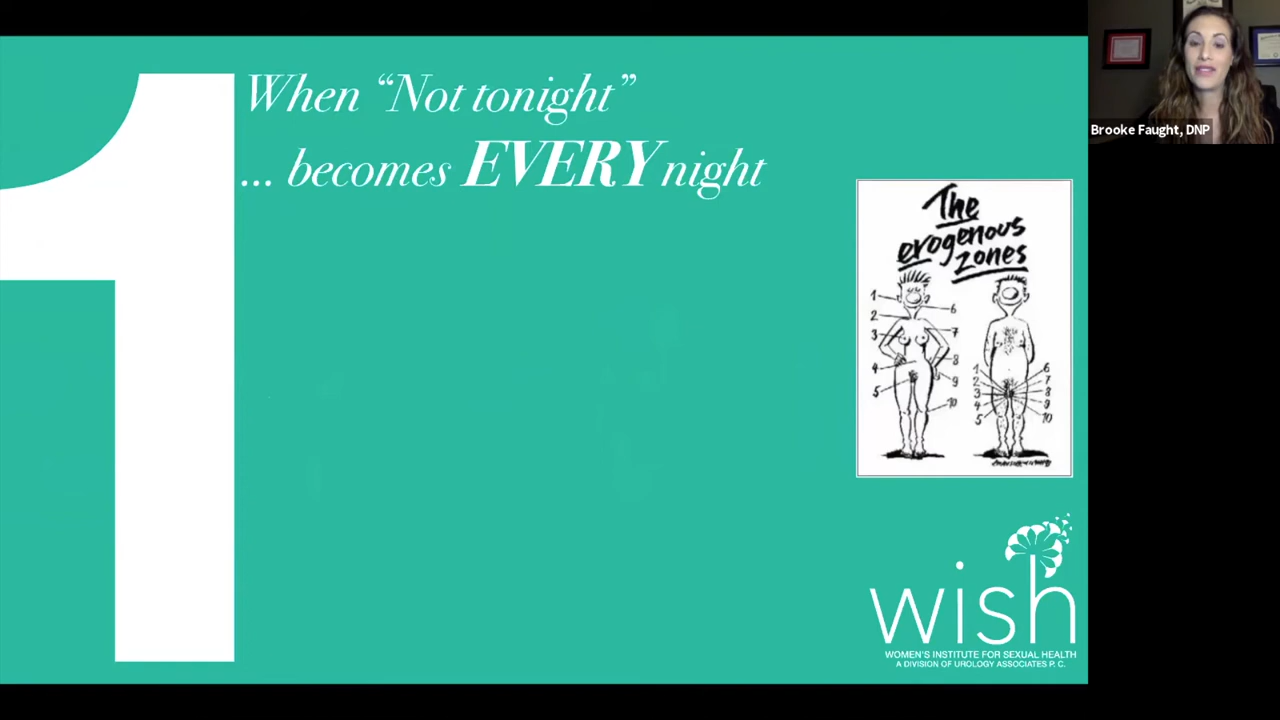 1
When “Not tonight”
... becomes EVERY night
The
erogenous
zones
1
2
3
4
5
6
7
8
9
10
1
2
3
4
5
6
7
8
9
10
wish
WOMEN'S INSTITUTE FOR SEXUAL HEALTH
A DIVISION OF UROLOGY ASSOCIATES P. C.
Brooke Faught, DNP